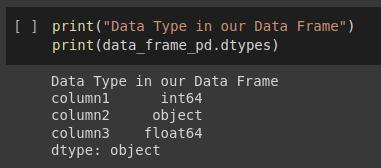 [ ] print("Data Type in our Data Frame")
print(data_frame_pd.dtypes)
Data Type in our Data Frame
column1 int64
column2 object
column3 float64
dtype: object